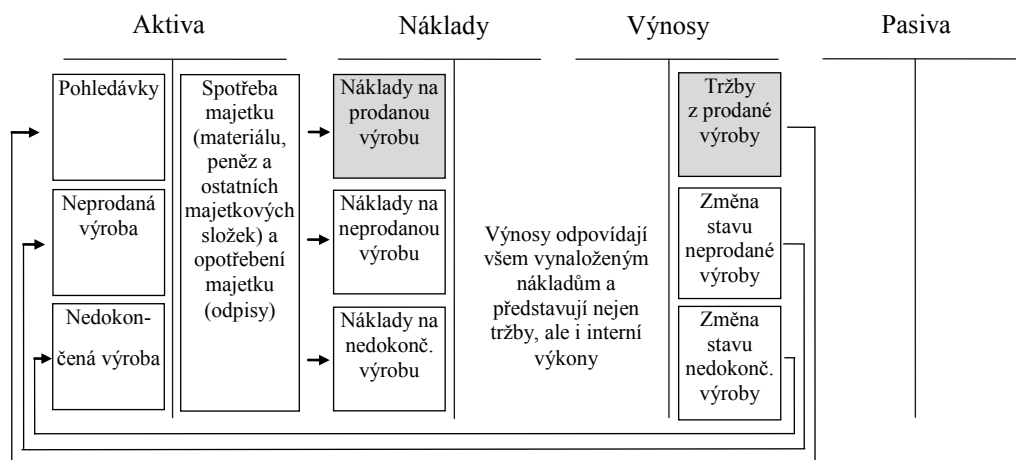 Aktiva
Náklady
Výnosy
Pasiva
Pohledávky
Neprodaná
výroba
Nedokon-
čená výroba
Spotřeba
majetku
(materiálu,
peněz a
ostatních
majetkových
složek) a
opotřebení
majetku
(odpisy)
Náklady na
prodanou
výrobu
Náklady na
neprodanou
výrobu
Náklady na
nedokonč.
výrobu
Výnosy odpovídají
všem vynaloženým
nákladům a
představují nejen
tržby, ale i interní
výkony
Tržby
z prodané
výroby
Změna
stavu
neprodané
výroby
Změna
stavu
nedokonč.
výroby